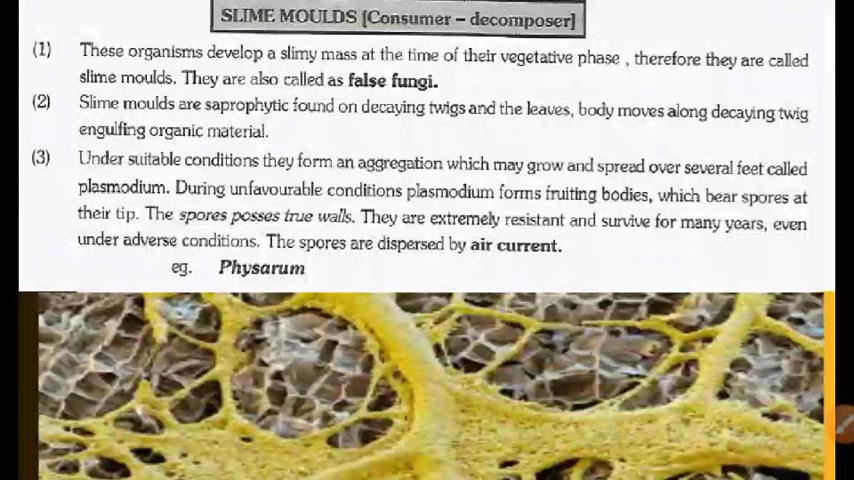 SLIME MOULDS [Consumer – decomposer]
(1) These organisms develop a slimy mass at the time of their vegetative phase , therefore they are called
slime moulds. They are also called as false fungi.
(2) Slime moulds are saprophytic found on decaying twigs and the leaves, body moves along decaying twig
engulfing organic material.
(3) Under suitable conditions they form an aggregation which may grow and spread over several feet called
plasmodium. During unfavourable conditions plasmodium forms fruiting bodies, which bear spores at
their tip. The spores posses true walls. They are extremely resistant and survive for many years, even
under adverse conditions. The spores are dispersed by air current.
eg. Physarum